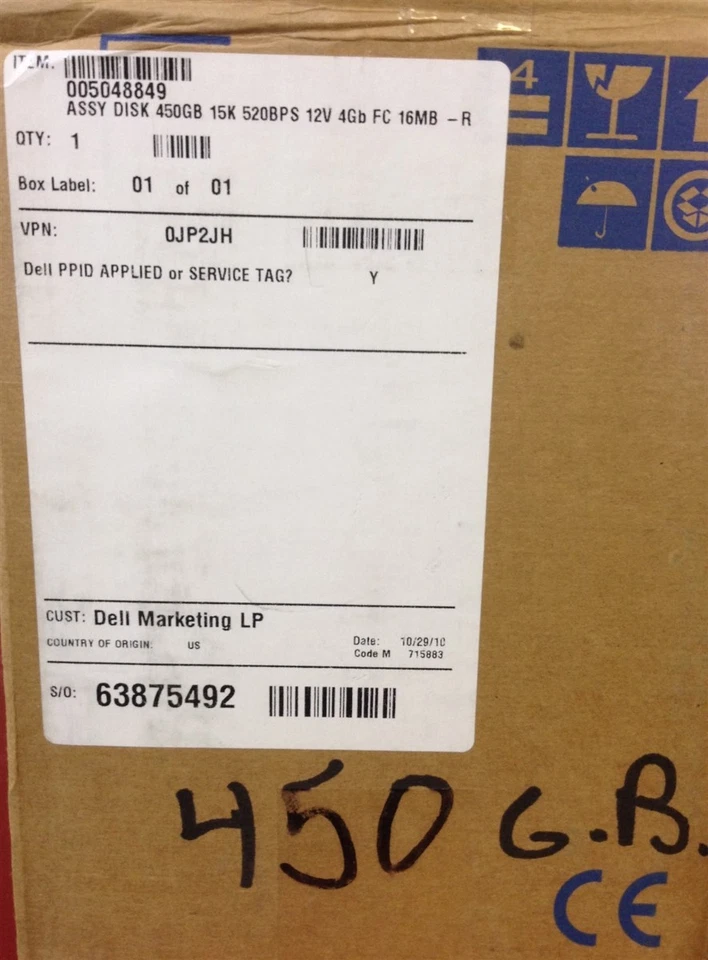 ITEM:
005048849
ASSY DISK 450GB 15K 520BPS 12V 4Gb FC 16MB -R
QTY: 1
Box Label: 01 of 01
VPN: 0JP2JH
Dell PPID APPLIED or SERVICE TAG? Y
CUST: Dell Marketing LP
COUNTRY OF ORIGIN: US
Date: 10/29/10
Code M 715883
S/O: 63875492
4
450 G.B.
CE